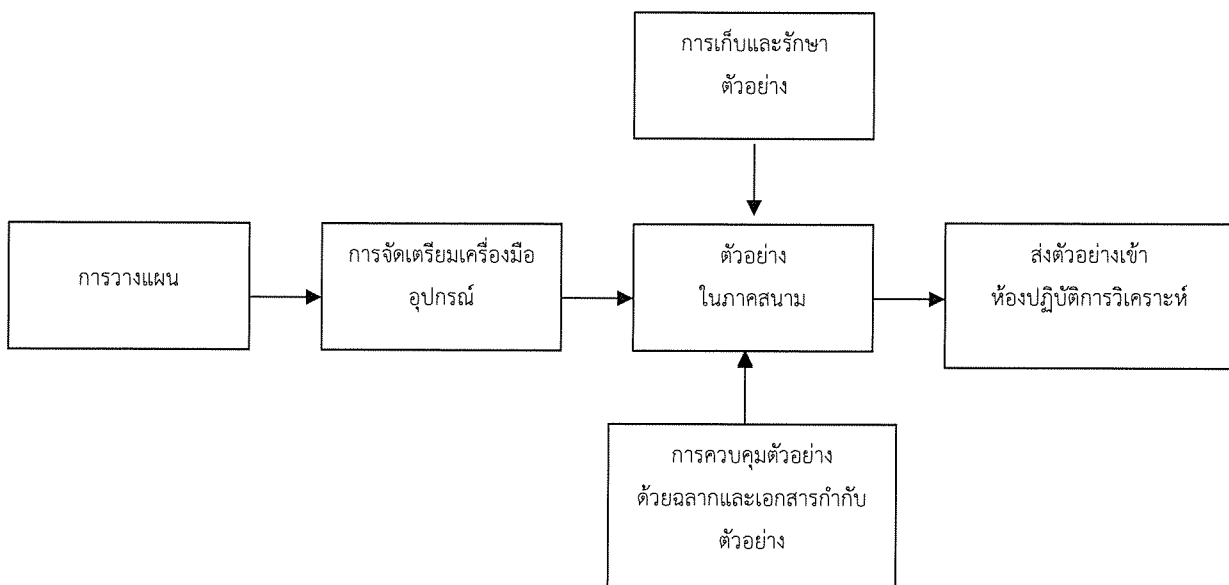 การเก็บและรักษา
ตัวอย่าง
การวางแผน
การจัดเตรียมเครื่องมือ
อุปกรณ์
ตัวอย่าง
ในภาคสนาม
ส่งตัวอย่างเข้า
ห้องปฏิบัติการวิเคราะห์
การควบคุมตัวอย่าง
ด้วยฉลากและเอกสารกำกับ
ตัวอย่าง